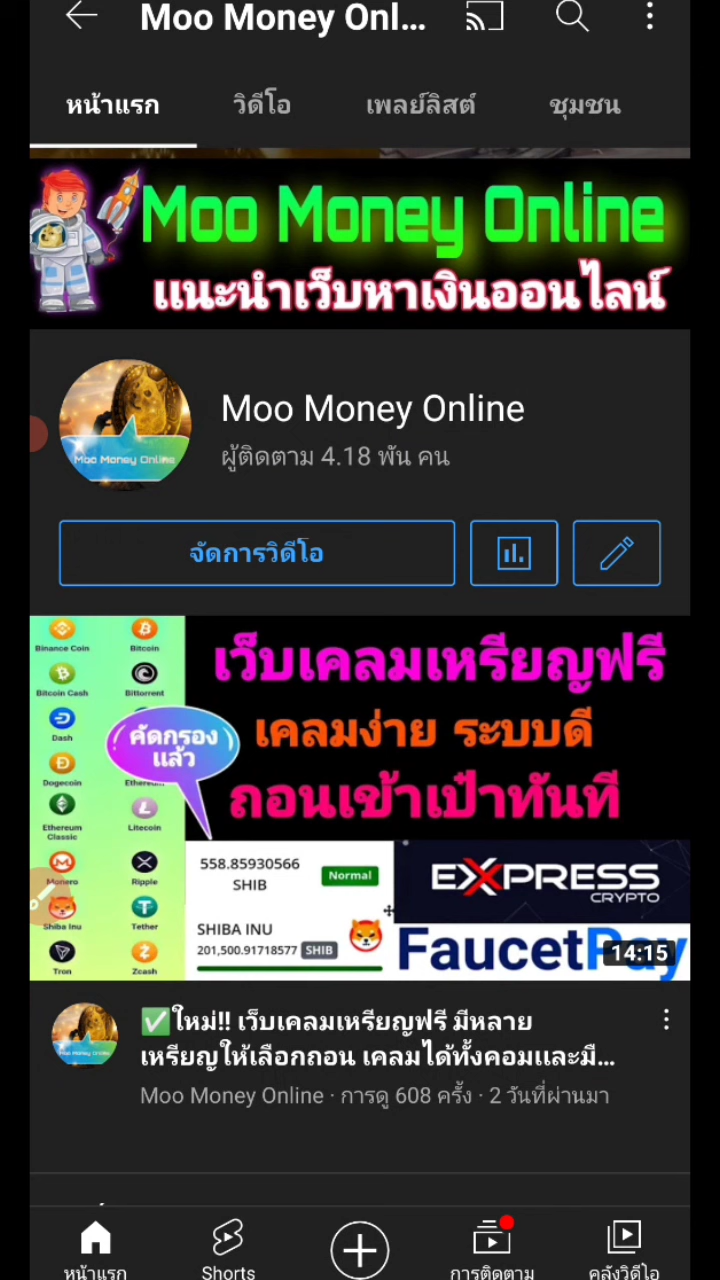 Moo Money Onl...
หน้าแรก
วิดีโอ
เพลย์ลิสต์
ชุมชน
Moo Money Online
แนะนำเว็บหาเงินออนไลน์
Moo Money Online
Moo Money Online
ผู้ติดตาม 4.18 พัน คน
จัดการวิดีโอ
Binance Coin
Bitcoin
Bitcoin Cash
Bittorrent
Dash
Dogecoin
Ethereum Classic
Litecoin
Monero
Ripple
Shiba Inu
Tether
Tron
Zcash
คัดกรอง
แล้ว
เว็บเคลมเหรียญฟรี
เคลมง่าย ระบบดี
ถอนเข้าเป๋าทันที
558.85930566
SHIB
Normal
SHIBA INU
201,500.91718577 SHIB
EXPRESS
CRYPTO
FaucetPay
14:15
✅ใหม่!! เว็บเคลมเหรียญฟรี มีหลาย
เหรียญให้เลือกถอน เคลมได้ทั้งคอมและมื...
Moo Money Online · การดู 608 ครั้ง · 2 วันที่ผ่านมา
หน้าแรก
Shorts
การติดตาม
คลังวิดีโอ